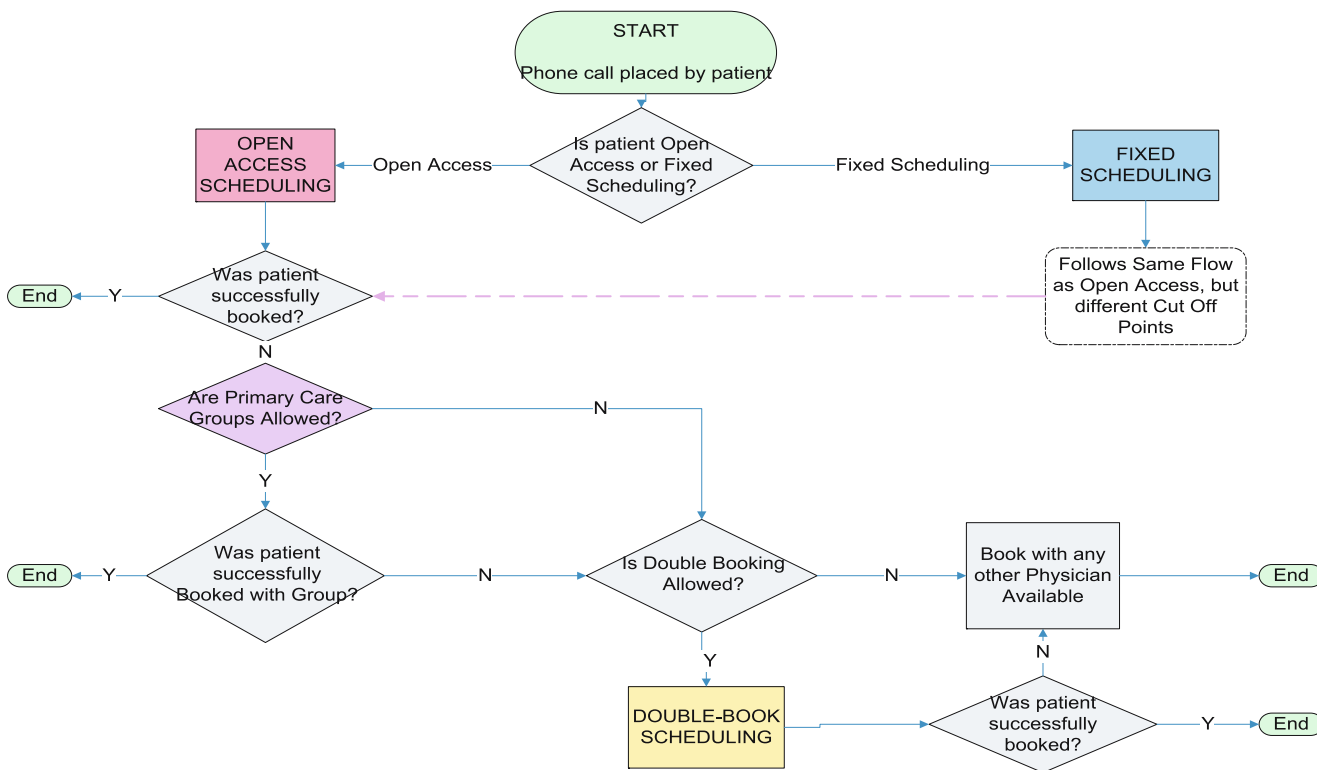 START
Phone call placed by patient
Is patient Open
Access or Fixed
Scheduling?
Open Access
Fixed Scheduling
OPEN
ACCESS
SCHEDULING
FIXED
SCHEDULING
Was patient
successfully
booked?
Y
End
N
Follows Same Flow
as Open Access, but
different Cut Off
Points
Are Primary Care
Groups Allowed?
N
Y
Was patient
successfully
Booked with Group?
Y
End
N
Is Double Booking
Allowed?
N
Book with any
other Physician
Available
End
Y
DOUBLE-BOOK
SCHEDULING
N
Was patient
successfully
booked?
Y
End